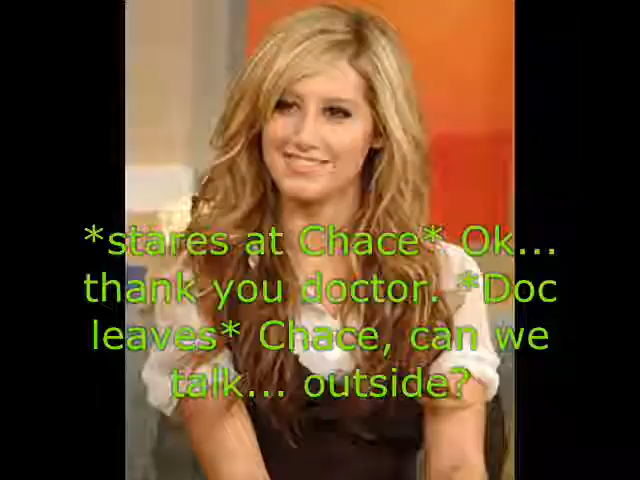 *stares at Chace* Ok...
thank you doctor. *Doc
leaves* Chace, can we
talk... outside?